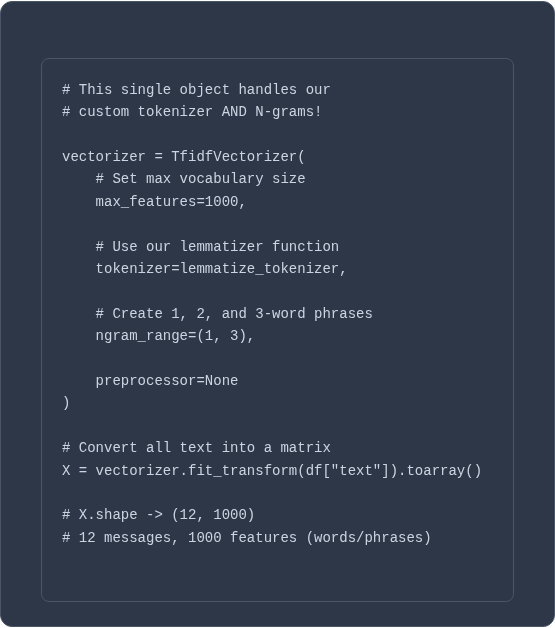 # This single object handles our
# custom tokenizer AND N-grams!
vectorizer = TfidfVectorizer(
# Set max vocabulary size
max_features=1000,
# Use our lemmatizer function
tokenizer=lemmatize_tokenizer,
# Create 1, 2, and 3-word phrases
ngram_range=(1, 3),
preprocessor=None
)
# Convert all text into a matrix
X = vectorizer.fit_transform(df["text"]).toarray()
# X.shape -> (12, 1000)
# 12 messages, 1000 features (words/phrases)